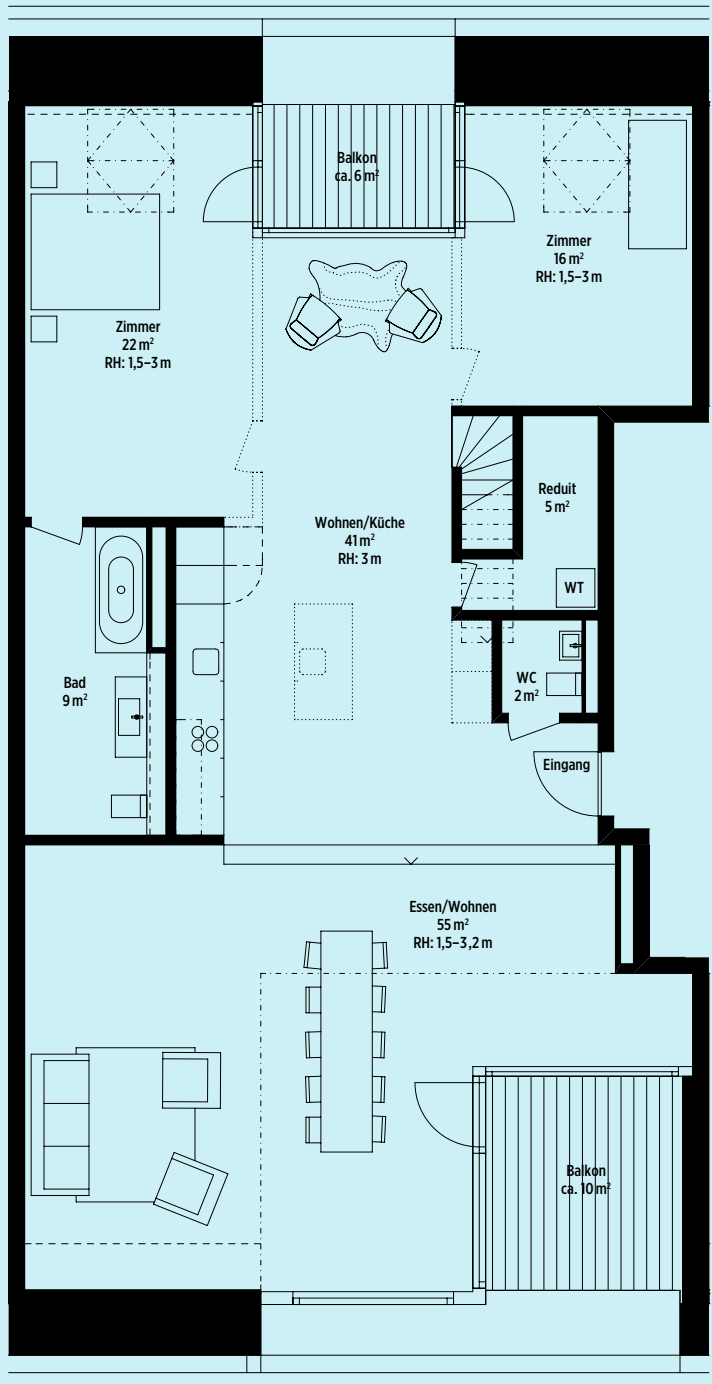 Balkon
ca. 6 m²
Zimmer
16 m²
RH: 1,5–3 m
Zimmer
22 m²
RH: 1,5–3 m
Reduit
5 m²
Wohnen/Küche
41 m²
RH: 3 m
WT
WC
2 m²
Bad
9 m²
Eingang
Essen/Wohnen
55 m²
RH: 1,5–3,2 m
Balkon
ca. 10 m²